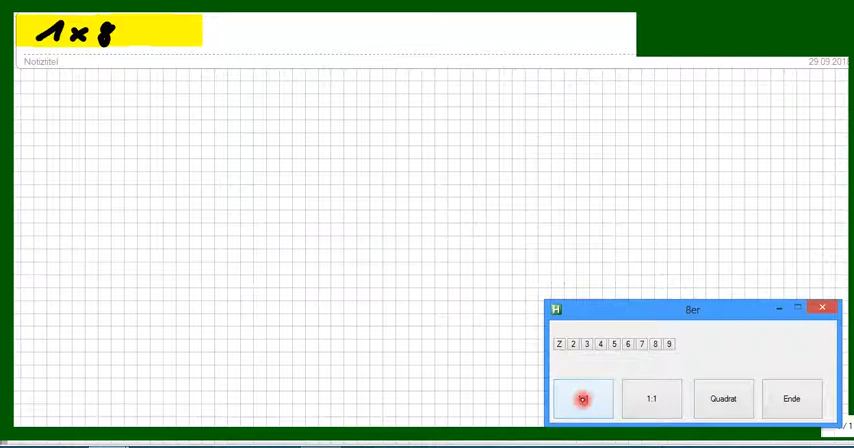 1 x 8
Notiztitel
29.09.201
8er
Z 2 3 4 5 6 7 8 9
1:1 Quadrat Ende
/1